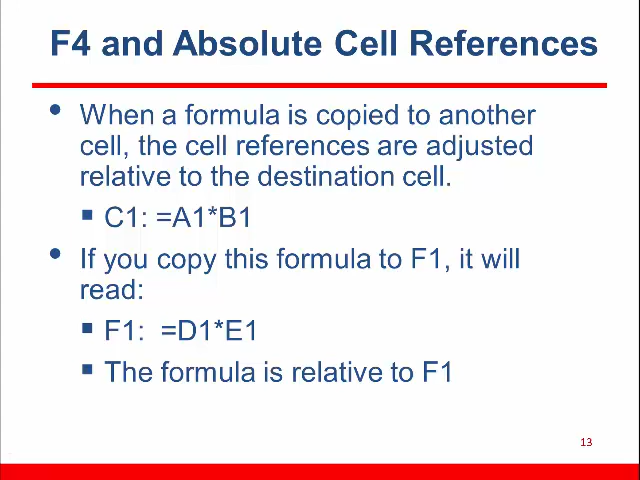 F4 and Absolute Cell References
• When a formula is copied to another
cell, the cell references are adjusted
relative to the destination cell.
▪ C1: =A1*B1
• If you copy this formula to F1, it will
read:
▪ F1:  =D1*E1
▪ The formula is relative to F1
13